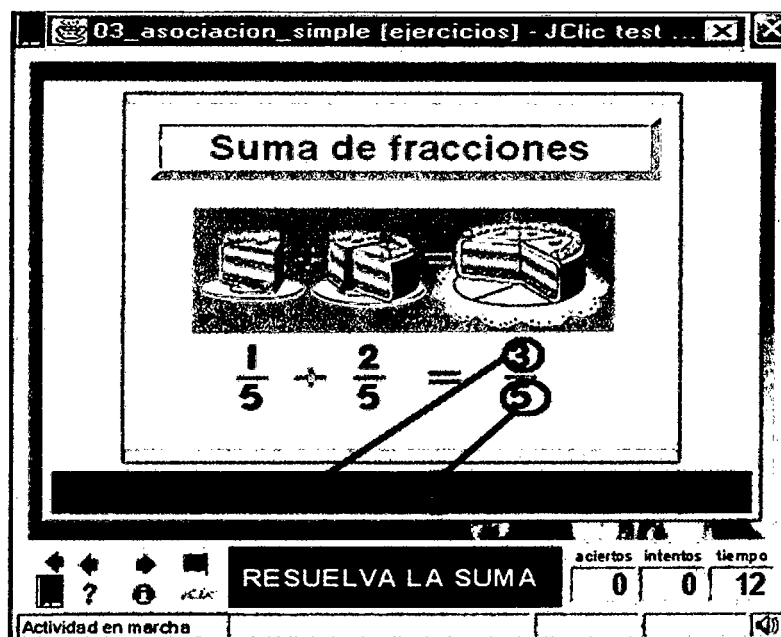 03_asociacion_simple [ejercicios] - JClic test ...
Suma de fracciones
1/5 + 2/5 = 3/5
RESUELVA LA SUMA
aciertos intentos tiempo
0 0 12
? JClic
Actividad en marcha